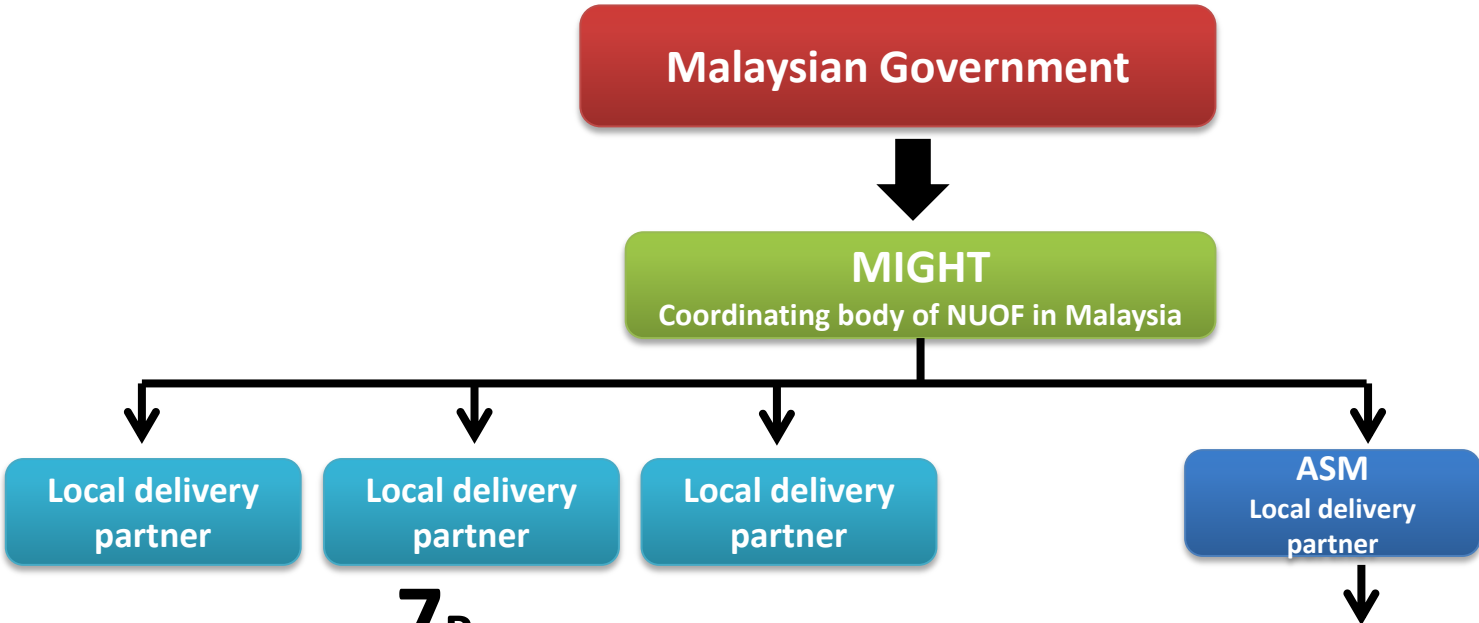 Malaysian Government
MIGHT
Coordinating body of NUOF in Malaysia
Local delivery
partner
Local delivery
partner
Local delivery
partner
ASM
Local delivery
partner
7